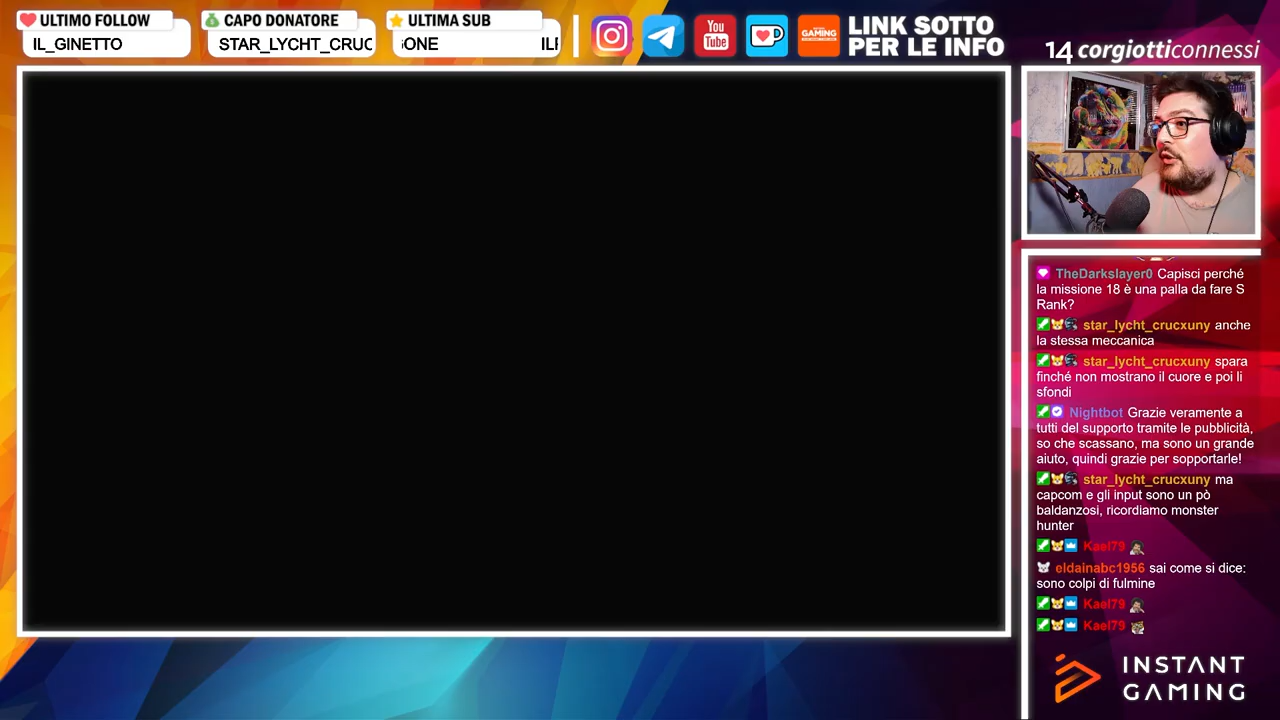 ULTIMO FOLLOW
IL_GINETTO
CAPO DONATORE
STAR_LYCHT_CRUC
ULTIMA SUB
ONE
You
Tube
GAMING
LINK SOTTO
PER LE INFO
14 corgiotticonnessi
TheDarkslayer0 Capisci perché
la missione 18 è una palla da fare S
Rank?
star_lycht_crucxuny anche
la stessa meccanica
star_lycht_crucxuny spara
finché non mostrano il cuore e poi li
sfondi
Nightbot Grazie veramente a
tutti del supporto tramite le pubblicità,
so che scassano, ma sono un grande
aiuto, quindi grazie per sopportarle!
star_lycht_crucxuny ma
capcom e gli input sono un pò
baldanzosi, ricordiamo monster
hunter
Kael79
eldainabc1956 sai come si dice:
sono colpi di fulmine
Kael79
Kael79
INSTANT
GAMING